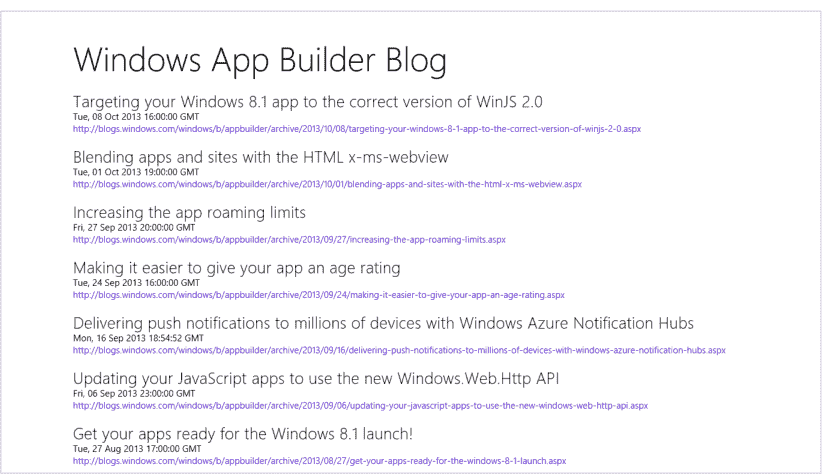 Windows App Builder Blog
Targeting your Windows 8.1 app to the correct version of WinJS 2.0
Tue, 08 Oct 2013 16:00:00 GMT
http://blogs.windows.com/windows/b/appbuilder/archive/2013/10/08/targeting-your-windows-8-1-app-to-the-correct-version-of-winjs-2-0.aspx
Blending apps and sites with the HTML x-ms-webview
Tue, 01 Oct 2013 19:00:00 GMT
http://blogs.windows.com/windows/b/appbuilder/archive/2013/10/01/blending-apps-and-sites-with-the-html-x-ms-webview.aspx
Increasing the app roaming limits
Fri, 27 Sep 2013 20:00:00 GMT
http://blogs.windows.com/windows/b/appbuilder/archive/2013/09/27/increasing-the-app-roaming-limits.aspx
Making it easier to give your app an age rating
Tue, 24 Sep 2013 16:00:00 GMT
http://blogs.windows.com/windows/b/appbuilder/archive/2013/09/24/making-it-easier-to-give-your-app-an-age-rating.aspx
Delivering push notifications to millions of devices with Windows Azure Notification Hubs
Mon, 16 Sep 2013 18:54:52 GMT
http://blogs.windows.com/windows/b/appbuilder/archive/2013/09/16/delivering-push-notifications-to-millions-of-devices-with-windows-azure-notification-hubs.aspx
Updating your JavaScript apps to use the new Windows.Web.Http API
Fri, 06 Sep 2013 23:00:00 GMT
http://blogs.windows.com/windows/b/appbuilder/archive/2013/09/06/updating-your-javascript-apps-to-use-the-new-windows-web-http-api.aspx
Get your apps ready for the Windows 8.1 launch!
Tue, 27 Aug 2013 17:00:00 GMT
http://blogs.windows.com/windows/b/appbuilder/archive/2013/08/27/get-your-apps-ready-for-the-windows-8-1-launch.aspx